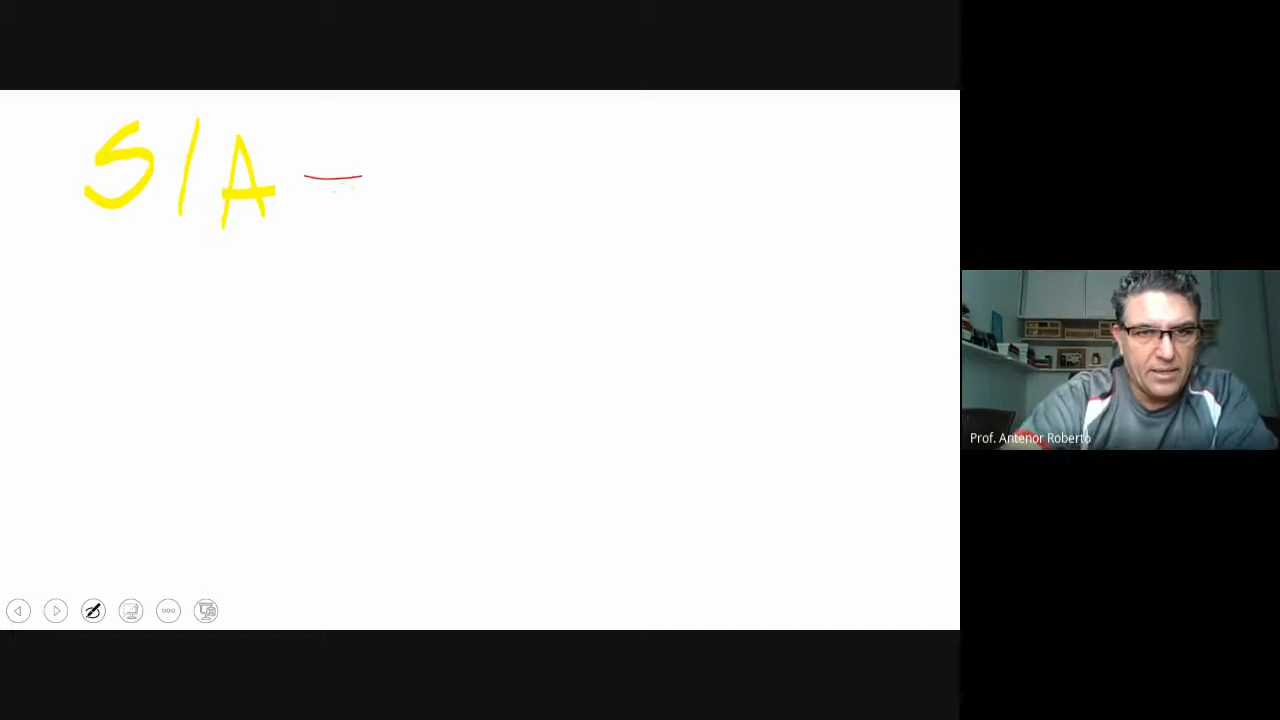 S/A —
Prof. Antenor Roberto